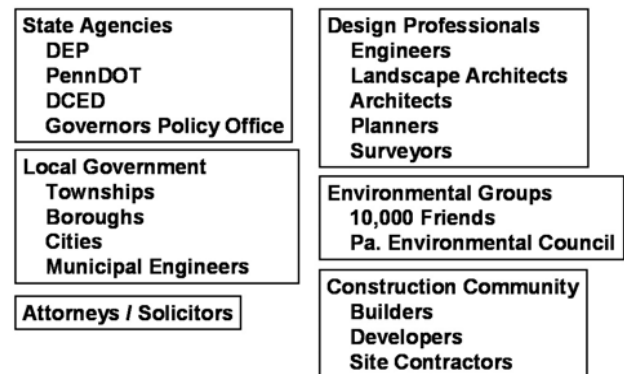 State Agencies
DEP
PennDOT
DCED
Governors Policy Office
Local Government
Townships
Boroughs
Cities
Municipal Engineers
Attorneys / Solicitors
Design Professionals
Engineers
Landscape Architects
Architects
Planners
Surveyors
Environmental Groups
10,000 Friends
Pa. Environmental Council
Construction Community
Builders
Developers
Site Contractors